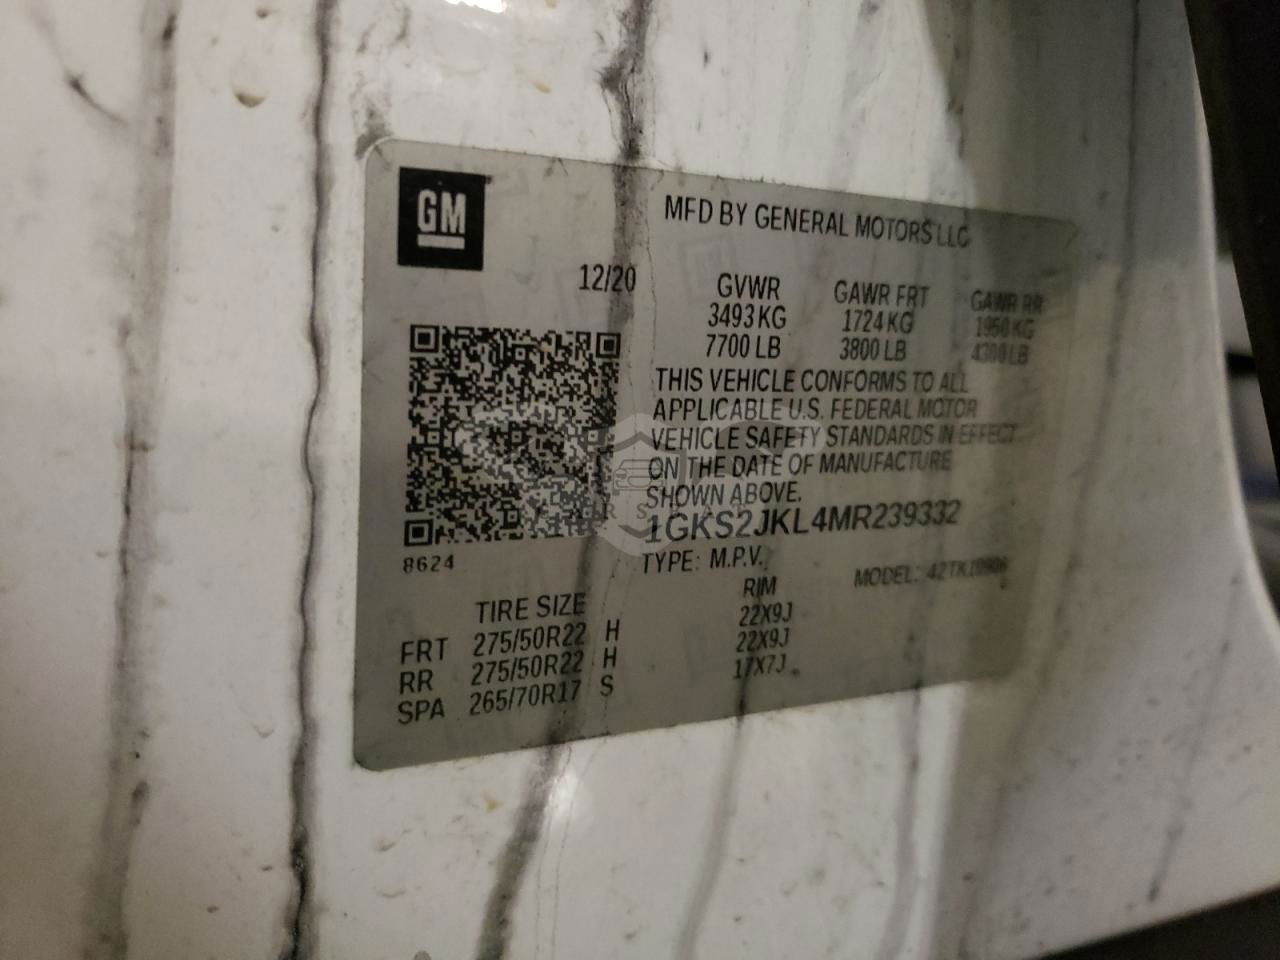 GM
MFD BY GENERAL MOTORS LLC
12/20
GVWR GAWR FRT GAWR RR
3493 KG 1724 KG 1950 KG
7700 LB 3800 LB 4300 LB
THIS VEHICLE CONFORMS TO ALL
APPLICABLE U.S. FEDERAL MOTOR
VEHICLE SAFETY STANDARDS IN EFFECT
ON THE DATE OF MANUFACTURE
SHOWN ABOVE.
1GKS2JKL4MR239332
8624
TYPE: M.P.V. MODEL:
TIRE SIZE RIM
FRT 275/50R22 H 22X9J
RR 275/50R22 H 22X9J
SPA 265/70R17 S 17X7J